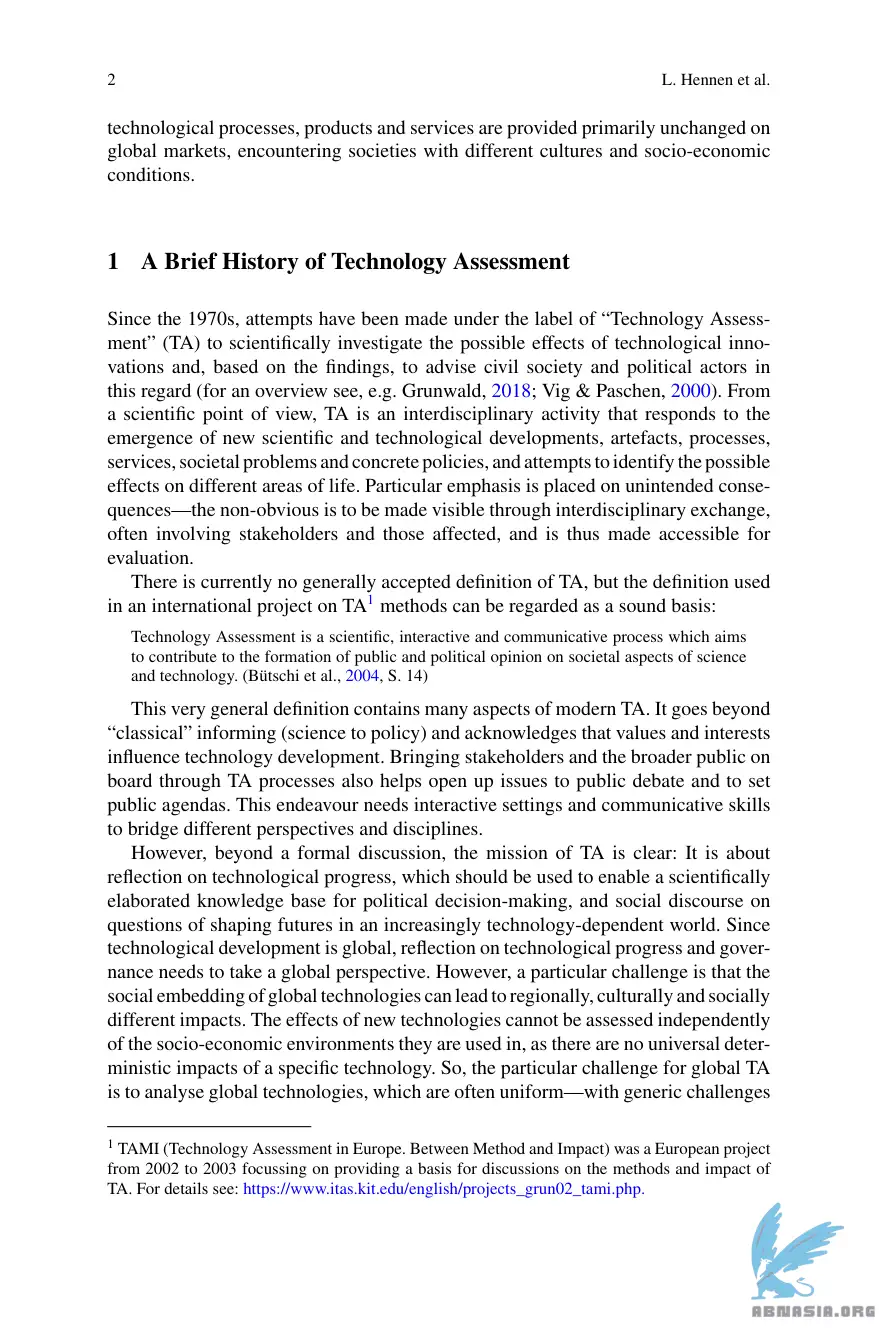 2 L. Hennen et al.
technological processes, products and services are provided primarily unchanged on
global markets, encountering societies with different cultures and socio-economic
conditions.
1 A Brief History of Technology Assessment
Since the 1970s, attempts have been made under the label of “Technology Assess-
ment” (TA) to scientifically investigate the possible effects of technological inno-
vations and, based on the findings, to advise civil society and political actors in
this regard (for an overview see, e.g. Grunwald, 2018; Vig & Paschen, 2000). From
a scientific point of view, TA is an interdisciplinary activity that responds to the
emergence of new scientific and technological developments, artefacts, processes,
services, societal problems and concrete policies, and attempts to identify the possible
effects on different areas of life. Particular emphasis is placed on unintended conse-
quences—the non-obvious is to be made visible through interdisciplinary exchange,
often involving stakeholders and those affected, and is thus made accessible for
evaluation.
There is currently no generally accepted definition of TA, but the definition used
in an international project on TA1 methods can be regarded as a sound basis:
Technology Assessment is a scientific, interactive and communicative process which aims
to contribute to the formation of public and political opinion on societal aspects of science
and technology. (Bütschi et al., 2004, S. 14)
This very general definition contains many aspects of modern TA. It goes beyond
“classical” informing (science to policy) and acknowledges that values and interests
influence technology development. Bringing stakeholders and the broader public on
board through TA processes also helps open up issues to public debate and to set
public agendas. This endeavour needs interactive settings and communicative skills
to bridge different perspectives and disciplines.
However, beyond a formal discussion, the mission of TA is clear: It is about
reflection on technological progress, which should be used to enable a scientifically
elaborated knowledge base for political decision-making, and social discourse on
questions of shaping futures in an increasingly technology-dependent world. Since
technological development is global, reflection on technological progress and gover-
nance needs to take a global perspective. However, a particular challenge is that the
social embedding of global technologies can lead to regionally, culturally and socially
different impacts. The effects of new technologies cannot be assessed independently
of the socio-economic environments they are used in, as there are no universal deter-
ministic impacts of a specific technology. So, the particular challenge for global TA
is to analyse global technologies, which are often uniform—with generic challenges
1 TAMI (Technology Assessment in Europe. Between Method and Impact) was a European project
from 2002 to 2003 focussing on providing a basis for discussions on the methods and impact of
TA. For details see: https://www.itas.kit.edu/english/projects_grun02_tami.php.
ABNASIA.ORG